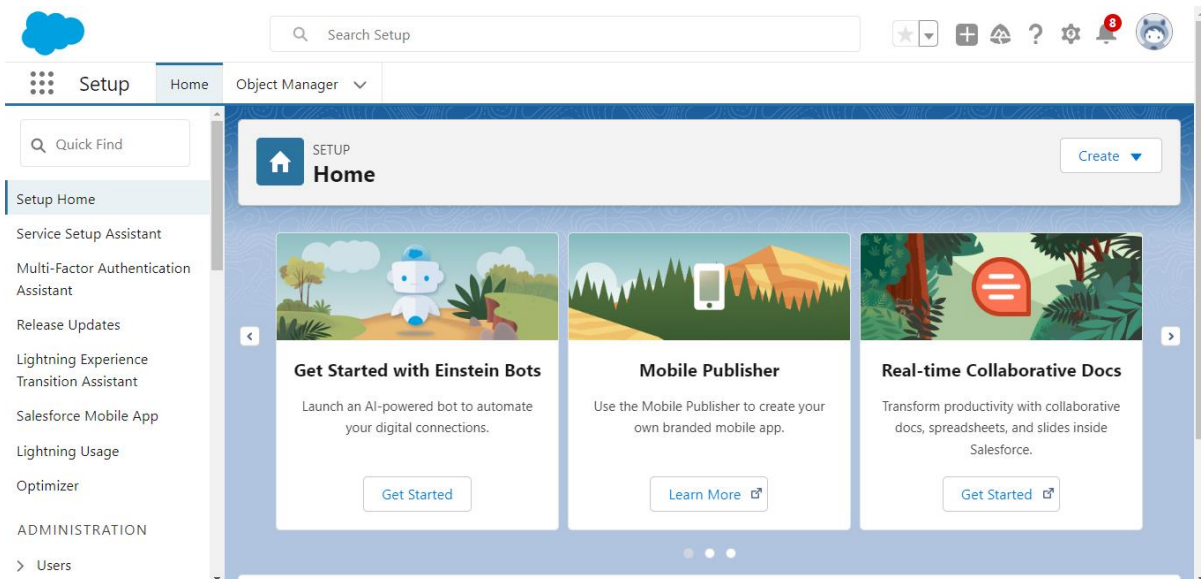 Search Setup
8
Setup
Home
Object Manager
Quick Find
Setup Home
Service Setup Assistant
Multi-Factor Authentication
Assistant
Release Updates
Lightning Experience
Transition Assistant
Salesforce Mobile App
Lightning Usage
Optimizer
ADMINISTRATION
Users
SETUP
Home
Create
Get Started with Einstein Bots
Launch an AI-powered bot to automate
your digital connections.
Get Started
Mobile Publisher
Use the Mobile Publisher to create your
own branded mobile app.
Learn More
Real-time Collaborative Docs
Transform productivity with collaborative
docs, spreadsheets, and slides inside
Salesforce.
Get Started